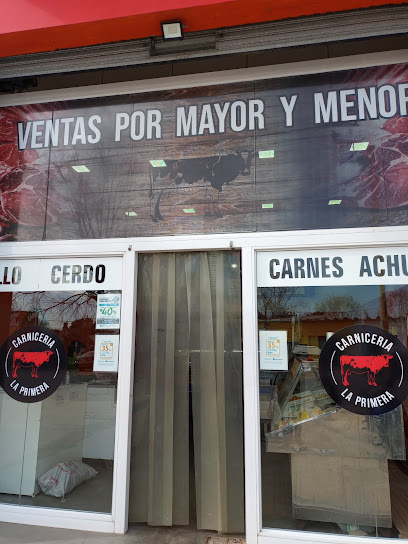 VENTAS POR MAYOR Y MENOR
LLO CERDO
CARNES ACHU
CARNICERIA
LA PRIMERA
CARNICERIA
LA PRIMERA